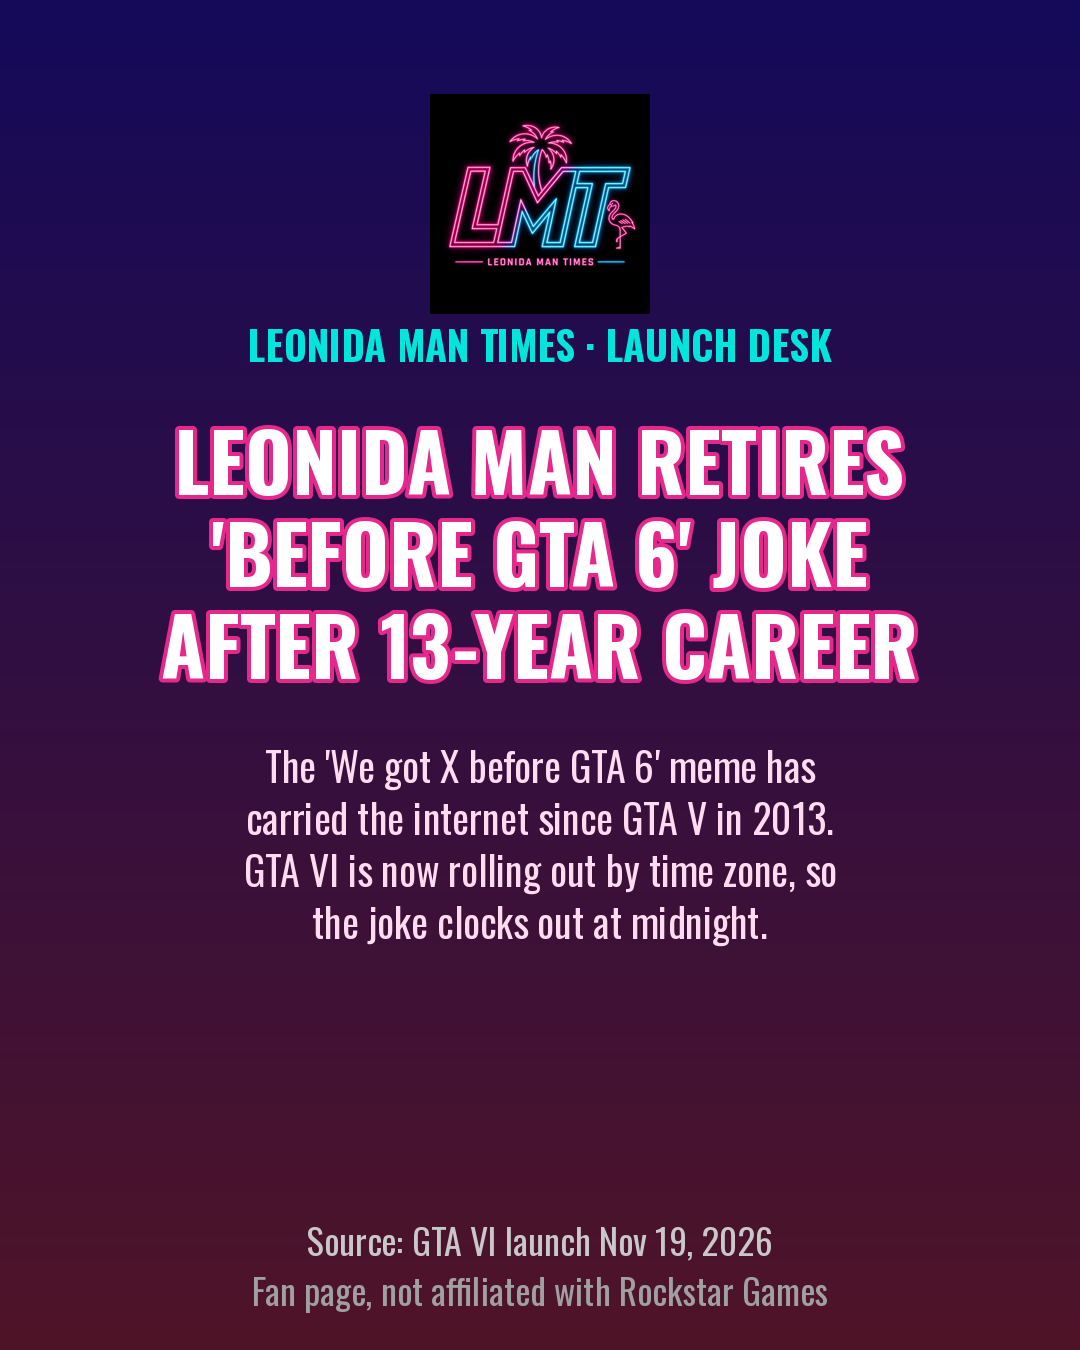 LMT
LEONIDA MAN TIMES
LEONIDA MAN TIMES · LAUNCH DESK
LEONIDA MAN RETIRES
'BEFORE GTA 6' JOKE
AFTER 13-YEAR CAREER
The 'We got X before GTA 6' meme has
carried the internet since GTA V in 2013.
GTA VI is now rolling out by time zone, so
the joke clocks out at midnight.
Source: GTA VI launch Nov 19, 2026
Fan page, not affiliated with Rockstar Games